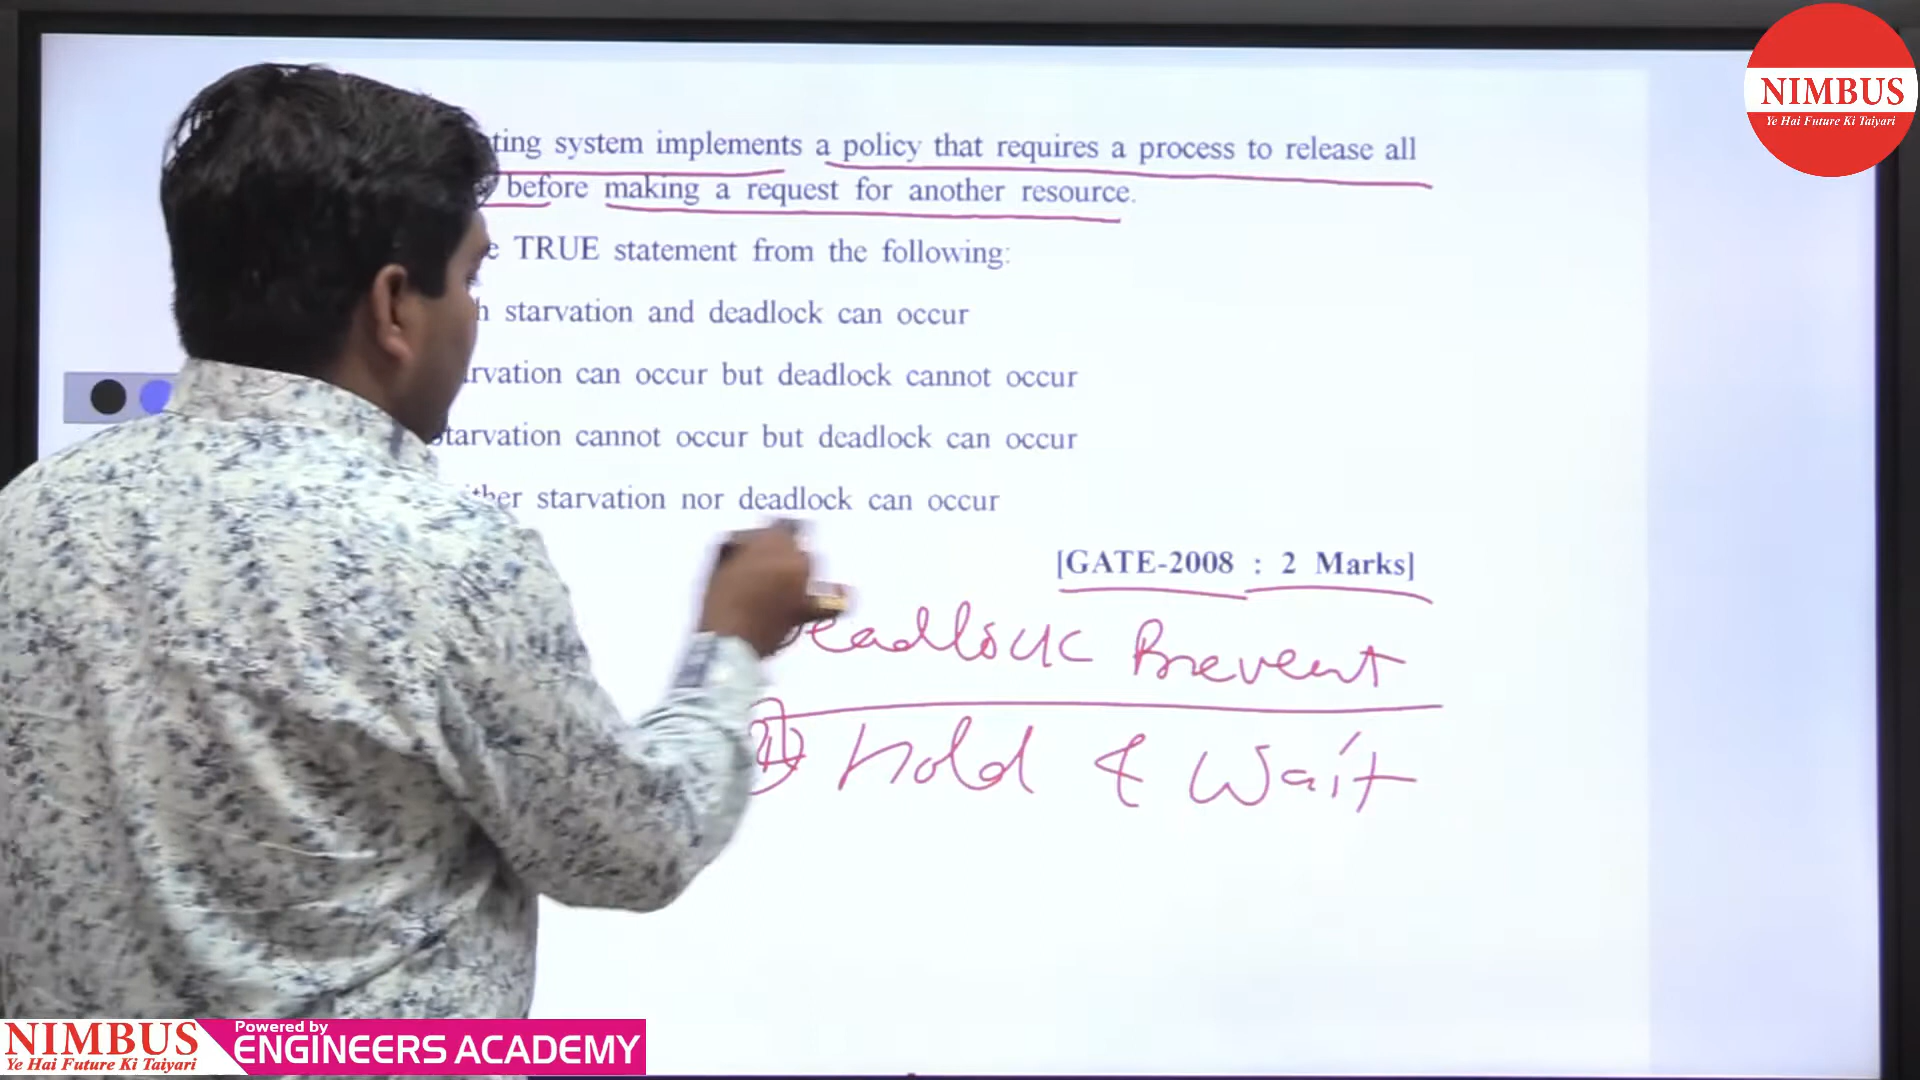 NIMBUS
Ye Hai Future Ki Taiyari
ting system implements a policy that requires a process to release all
before making a request for another resource.
e TRUE statement from the following:
h starvation and deadlock can occur
rvation can occur but deadlock cannot occur
tarvation cannot occur but deadlock can occur
ther starvation nor deadlock can occur
[GATE-2008 : 2 Marks]
Deadlock Prevent
Hold & Wait
NIMBUS
Ye Hai Future Ki Taiyari
Powered by
ENGINEERS ACADEMY